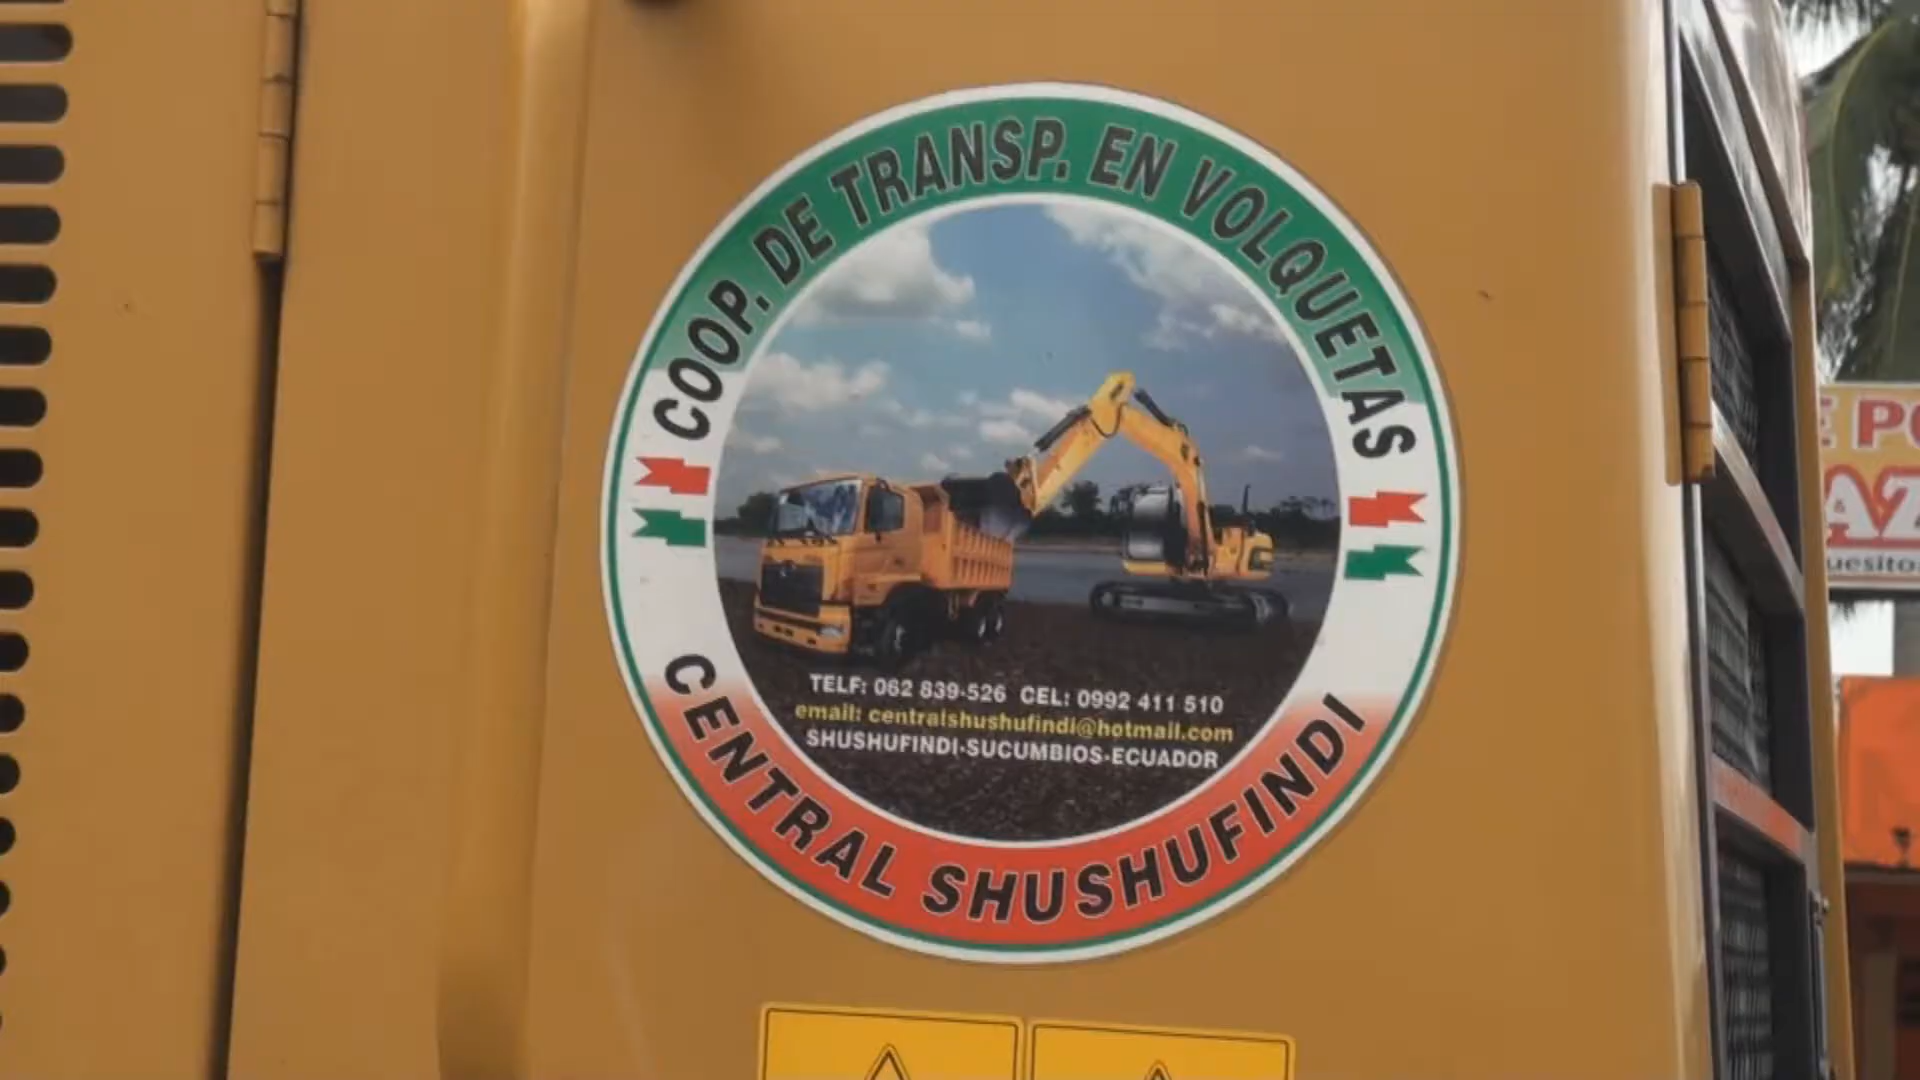 COOP. DE TRANSP. EN VOLQUETAS
TELF: 062 839-526 CEL: 0992 411 510
email: centralshushufindi@hotmail.com
SHUSHUFINDI-SUCUMBIOS-ECUADOR
CENTRAL SHUSHUFINDI